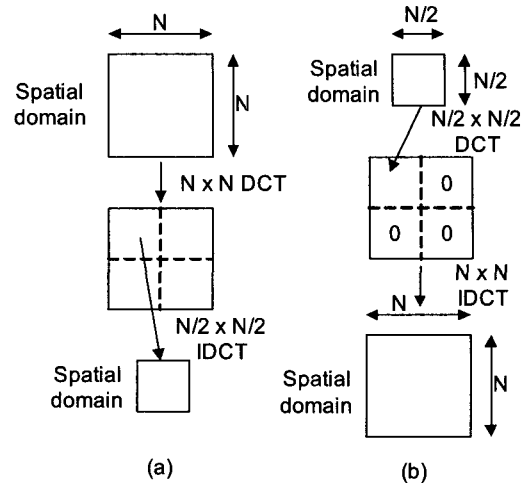 N
Spatial
domain
N
N x N DCT
N/2 x N/2
IDCT
Spatial
domain
(a)
N/2
Spatial
domain
N/2
N/2 x N/2
DCT
0
0
0
N x N
IDCT
N
Spatial
domain
N
(b)